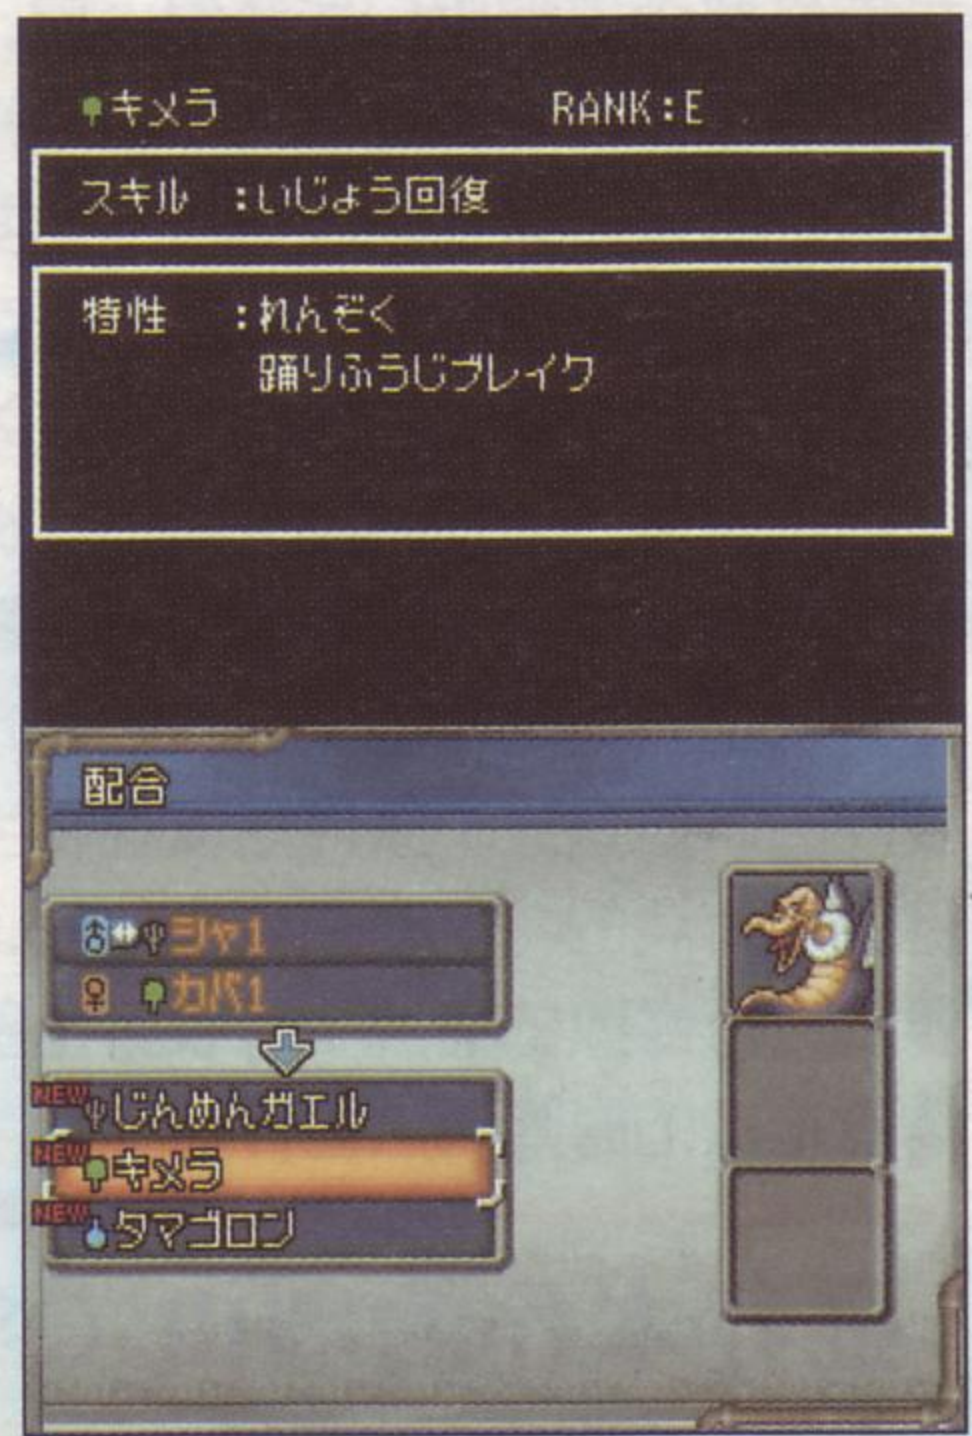 キメラ RANK:E
スキル :いじょう回復
特性 :れんぞく
踊りふうじブレイク
配合
♂ シャ1
♀ カバ1
NEW じんめんガエル
NEW キメラ
NEW タマゴロン